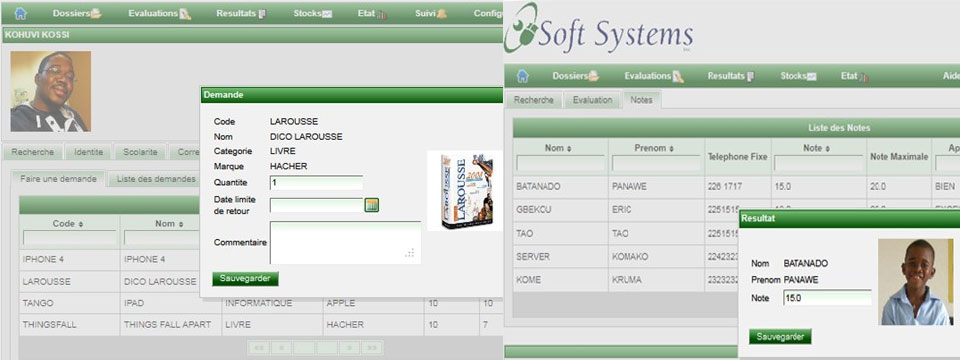 Dossiers Evaluations Resultats Stocks Etat Suivi
KOHUVI KOSSI
Recherche Identite Scolarite
Faire une demande Liste des demandes
Code Nom
IPHONE 4 IPHONE 4
LAROUSSE DICO LAROUSSE
TANGO IPAD INFORMATIQUE APPLE 10 10
THINGSFALL THINGS FALL APART LIVRE HACHER 10 7
Demande
Code LAROUSSE
Nom DICO LAROUSSE
Categorie LIVRE
Marque HACHER
Quantite 1
Date limite de retour
Commentaire
Sauvegarder
LAROUSSE
Soft Systems
Dossiers Evaluations Resultats Stocks Etat Aide
Recherche Evaluation Notes
Liste des Notes
Nom Prenom Telephone Fixe Note Note Maximale Ap
BATANADO PANAWE 226 1717 15.0 20.0 BIEN
GBEKOU ERIC 2251515
TAO TAO 2251515
SERVER KOMAKO 2242323
KOME KRUMA 2323232
Resultat
Nom BATANADO
Prenom PANAWE
Note 15.0
Sauvegarder